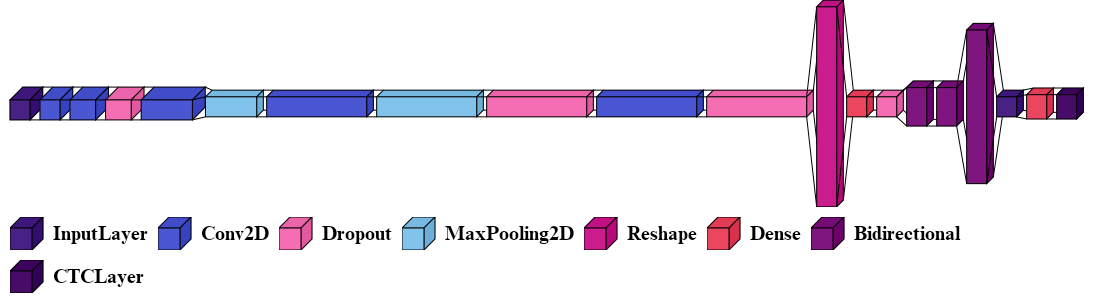 InputLayer Conv2D Dropout MaxPooling2D Reshape Dense Bidirectional
CTCLayer